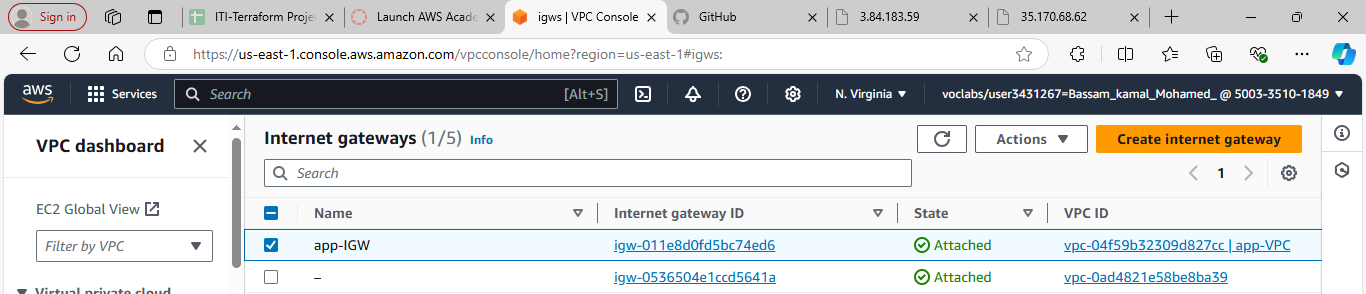 Sign in
ITI-Terraform Proje
Launch AWS Acade
igws | VPC Console
GitHub
3.84.183.59
35.170.68.62
https://us-east-1.console.aws.amazon.com/vpcconsole/home?region=us-east-1#igws:
aws
Services
Search
[Alt+S]
N. Virginia
voclabs/user3431267=Bassam_kamal_Mohamed_ @ 5003-3510-1849
VPC dashboard
EC2 Global View
Filter by VPC
Virtual private cloud
Internet gateways (1/5) Info
Actions
Create internet gateway
Search
1
Name Internet gateway ID State VPC ID
app-IGW igw-011e8d0fd5bc74ed6 Attached vpc-04f59b32309d827cc | app-VPC
– igw-0536504e1ccd5641a Attached vpc-0ad4821e58be8ba39